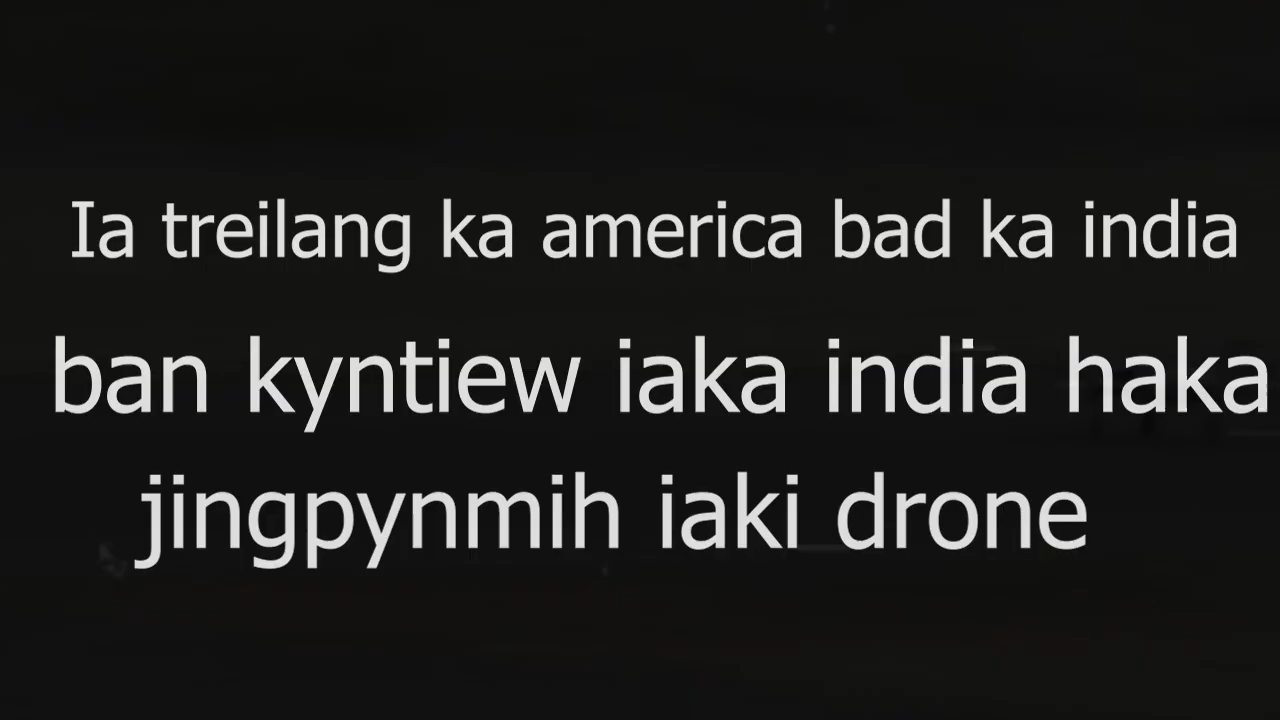 Ia treilang ka america bad ka india
ban kyntiew iaka india haka
jingpynmih iaki drone